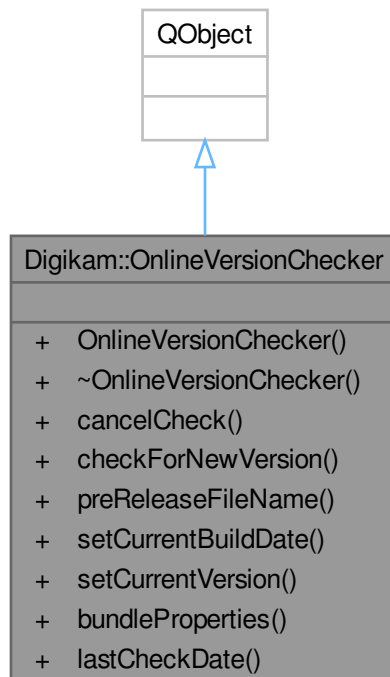 QObject
Digikam::OnlineVersionChecker
+ OnlineVersionChecker()
+ ~OnlineVersionChecker()
+ cancelCheck()
+ checkForNewVersion()
+ preReleaseFileName()
+ setCurrentBuildDate()
+ setCurrentVersion()
+ bundleProperties()
+ lastCheckDate()